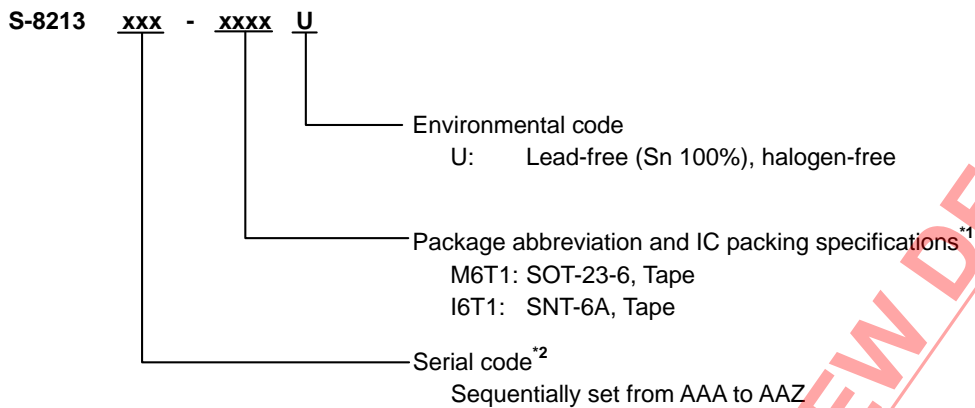 S-8213 xxx - xxxx U
Environmental code
U: Lead-free (Sn 100%), halogen-free
Package abbreviation and IC packing specifications*1
M6T1: SOT-23-6, Tape
I6T1: SNT-6A, Tape
Serial code*2
Sequentially set from AAA to AAZ
EW D